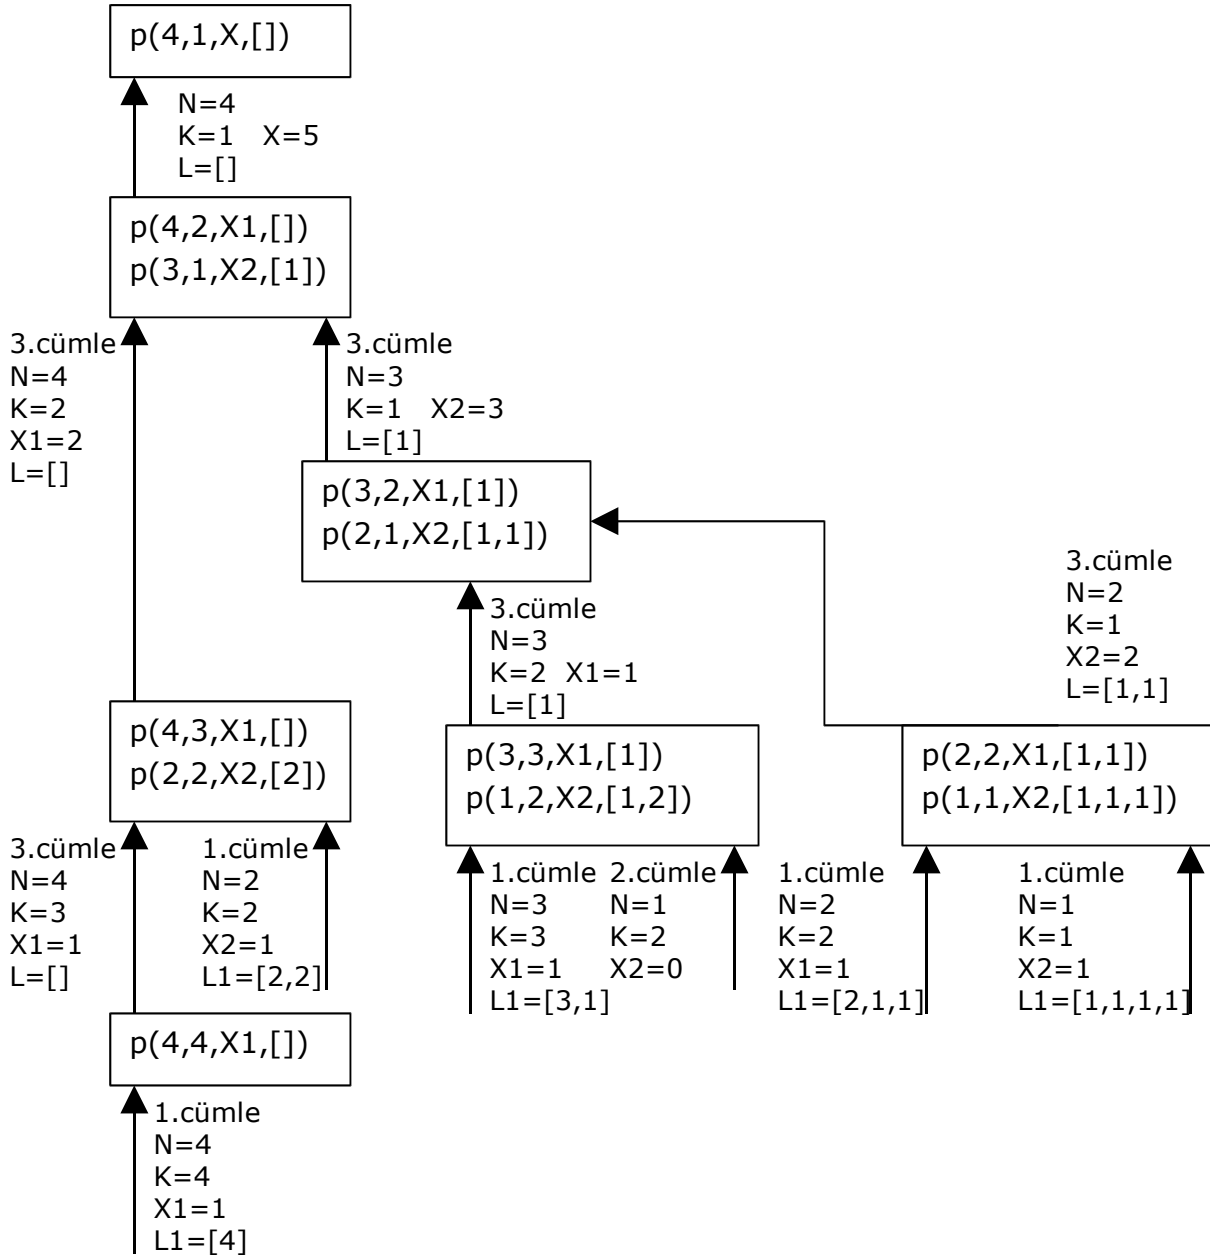 p(4,1,X,[])
N=4
K=1 X=5
L=[]
p(4,2,X1,[])
p(3,1,X2,[1])
3.cümle
N=4
K=2
X1=2
L=[]
3.cümle
N=3
K=1 X2=3
L=[1]
p(3,2,X1,[1])
p(2,1,X2,[1,1])
3.cümle
N=3
K=2 X1=1
L=[1]
3.cümle
N=2
K=1
X2=2
L=[1,1]
p(4,3,X1,[])
p(2,2,X2,[2])
p(3,3,X1,[1])
p(1,2,X2,[1,2])
p(2,2,X1,[1,1])
p(1,1,X2,[1,1,1])
3.cümle
N=4
K=3
X1=1
L=[]
1.cümle
N=2
K=2
X2=1
L1=[2,2]
1.cümle
N=3
K=3
X1=1
L1=[3,1]
2.cümle
N=1
K=2
X2=0
1.cümle
N=2
K=2
X1=1
L1=[2,1,1]
1.cümle
N=1
K=1
X2=1
L1=[1,1,1,1]
p(4,4,X1,[])
1.cümle
N=4
K=4
X1=1
L1=[4]